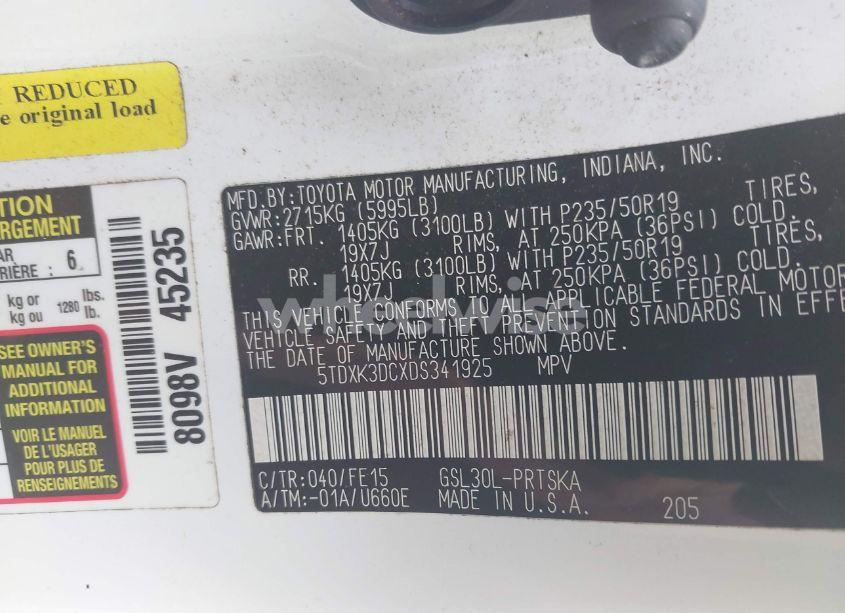 REDUCED
e original load
TION
ARGEMENT
AR
RIÈRE : 6
kg or
kg ou 1280 lbs.
lb.
SEE OWNER'S
MANUAL FOR
ADDITIONAL
INFORMATION
VOIR LE MANUEL
DE L'USAGER
POUR PLUS DE
RENSEIGNEMENTS
8098V 45235
MFD.BY:TOYOTA MOTOR MANUFACTURING, INDIANA, INC.
GVWR:2715KG (5995LB)
GAWR:FRT. 1405KG (3100LB) WITH P235/50R19 TIRES,
19X7J RIMS, AT 250KPA (36PSI) COLD.
RR. 1405KG (3100LB) WITH P235/50R19 TIRES,
19X7J RIMS, AT 250KPA (36PSI) COLD.
THIS VEHICLE CONFORMS TO ALL APPLICABLE FEDERAL MOTOR
VEHICLE SAFETY AND THEFT PREVENTION STANDARDS IN EFFE
THE DATE OF MANUFACTURE SHOWN ABOVE.
5TDXK3DCXDS341925 MPV
C/TR:040/FE15 GSL30L-PRTSKA
A/TM:-01A/U660E MADE IN U.S.A. 205
wheelwise